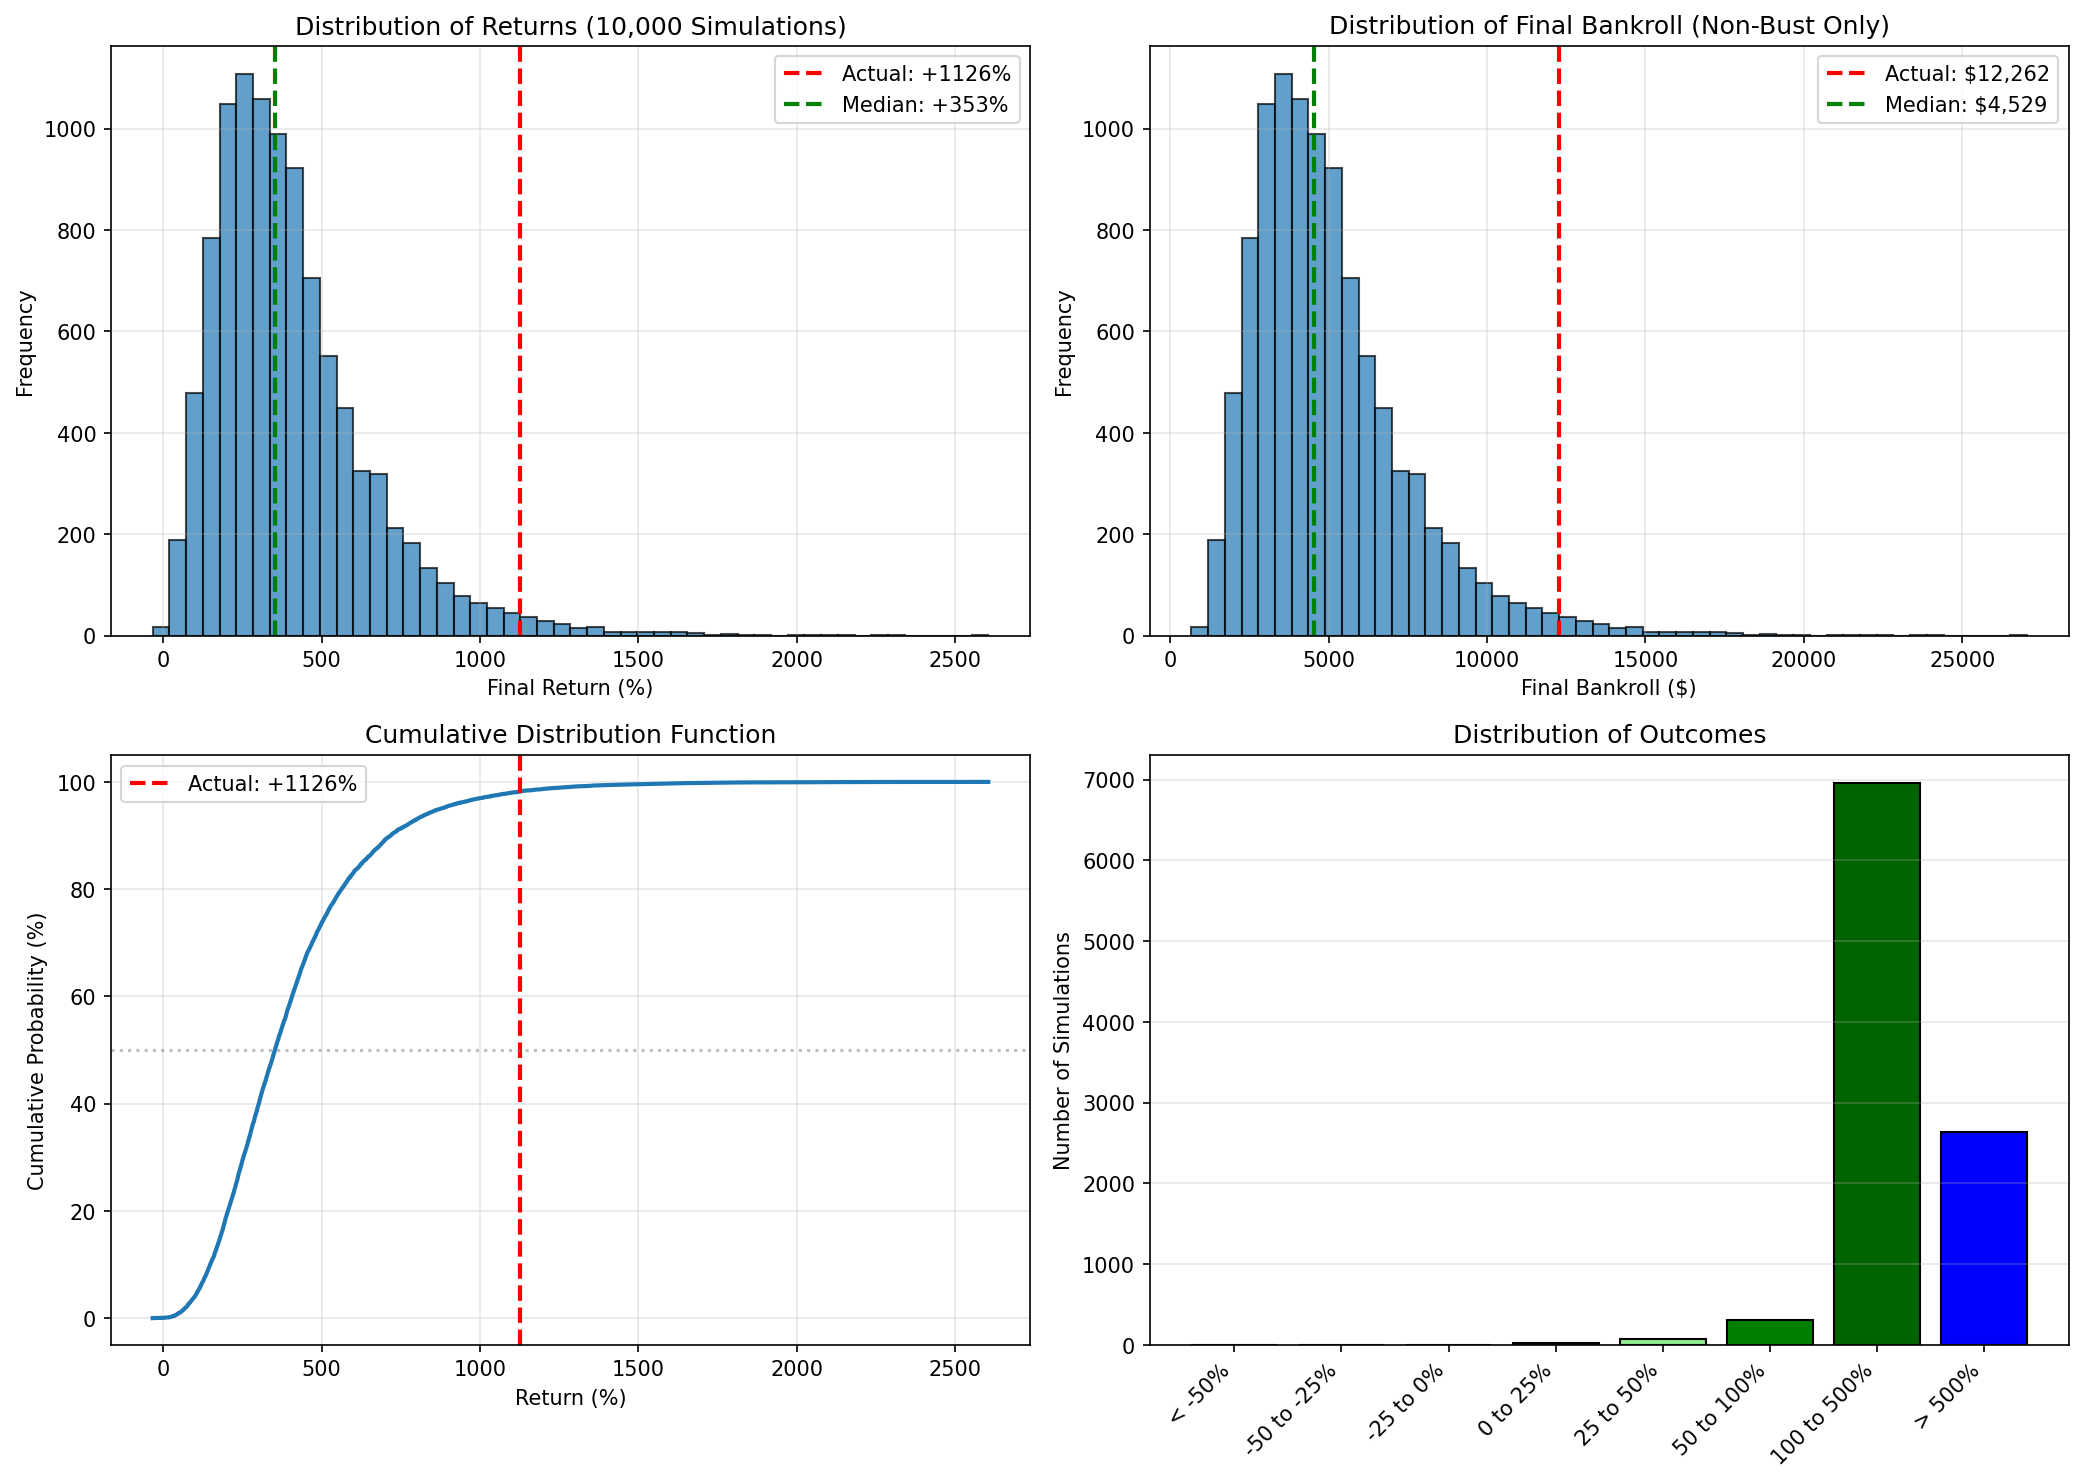 Distribution of Returns (10,000 Simulations)
Actual: +1126%
Median: +353%
Frequency
1000
800
600
400
200
0
0 500 1000 1500 2000 2500
Final Return (%)
Distribution of Final Bankroll (Non-Bust Only)
Actual: $12,262
Median: $4,529
Frequency
1000
800
600
400
200
0
0 5000 10000 15000 20000 25000
Final Bankroll ($)
Cumulative Distribution Function
Actual: +1126%
Cumulative Probability (%)
100
80
60
40
20
0
0 500 1000 1500 2000 2500
Return (%)
Distribution of Outcomes
Number of Simulations
7000
6000
5000
4000
3000
2000
1000
0
< -50%
-50 to -25%
-25 to 0%
0 to 25%
25 to 50%
50 to 100%
100 to 500%
> 500%